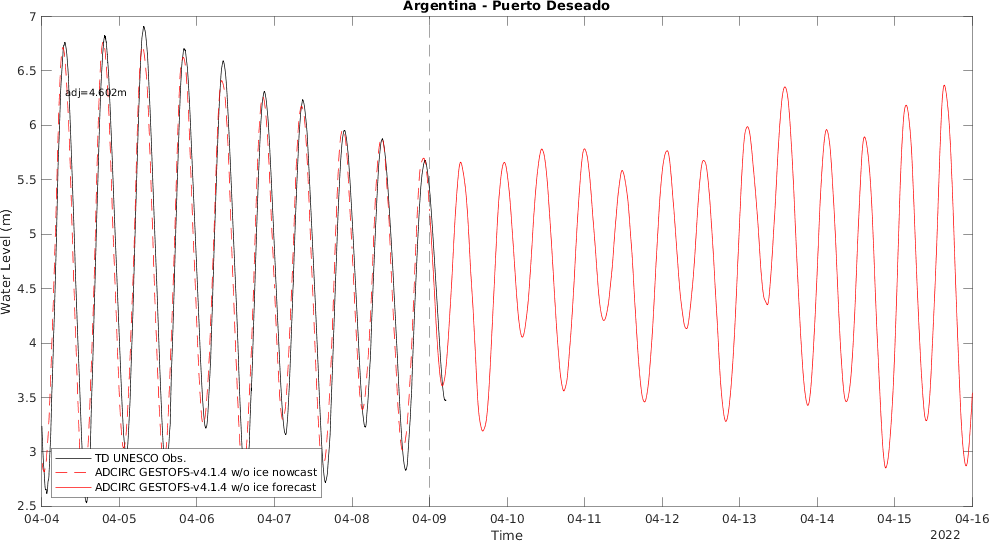 Argentina - Puerto Deseado
7
6.5
adj=4.602m
6
5.5
5
4.5
4
3.5
3
2.5
Water Level (m)
TD UNESCO Obs.
ADCIRC GESTOFS-v4.1.4 w/o ice nowcast
ADCIRC GESTOFS-v4.1.4 w/o ice forecast
04-04 04-05 04-06 04-07 04-08 04-09 04-10 04-11 04-12 04-13 04-14 04-15 04-16
Time
2022